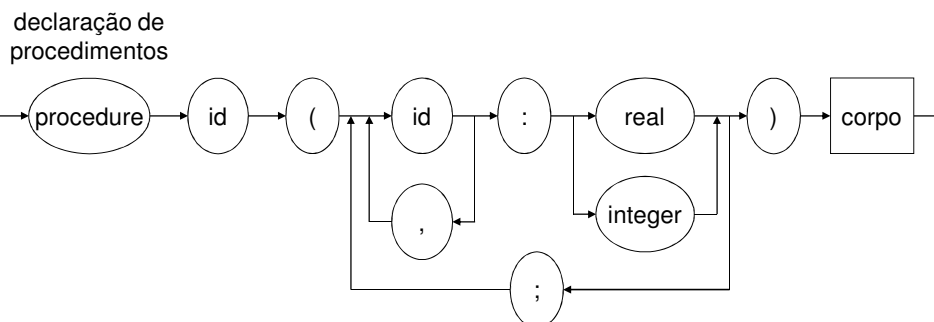 declaração de
procedimentos
procedure id ( id : real ) corpo
, integer
;